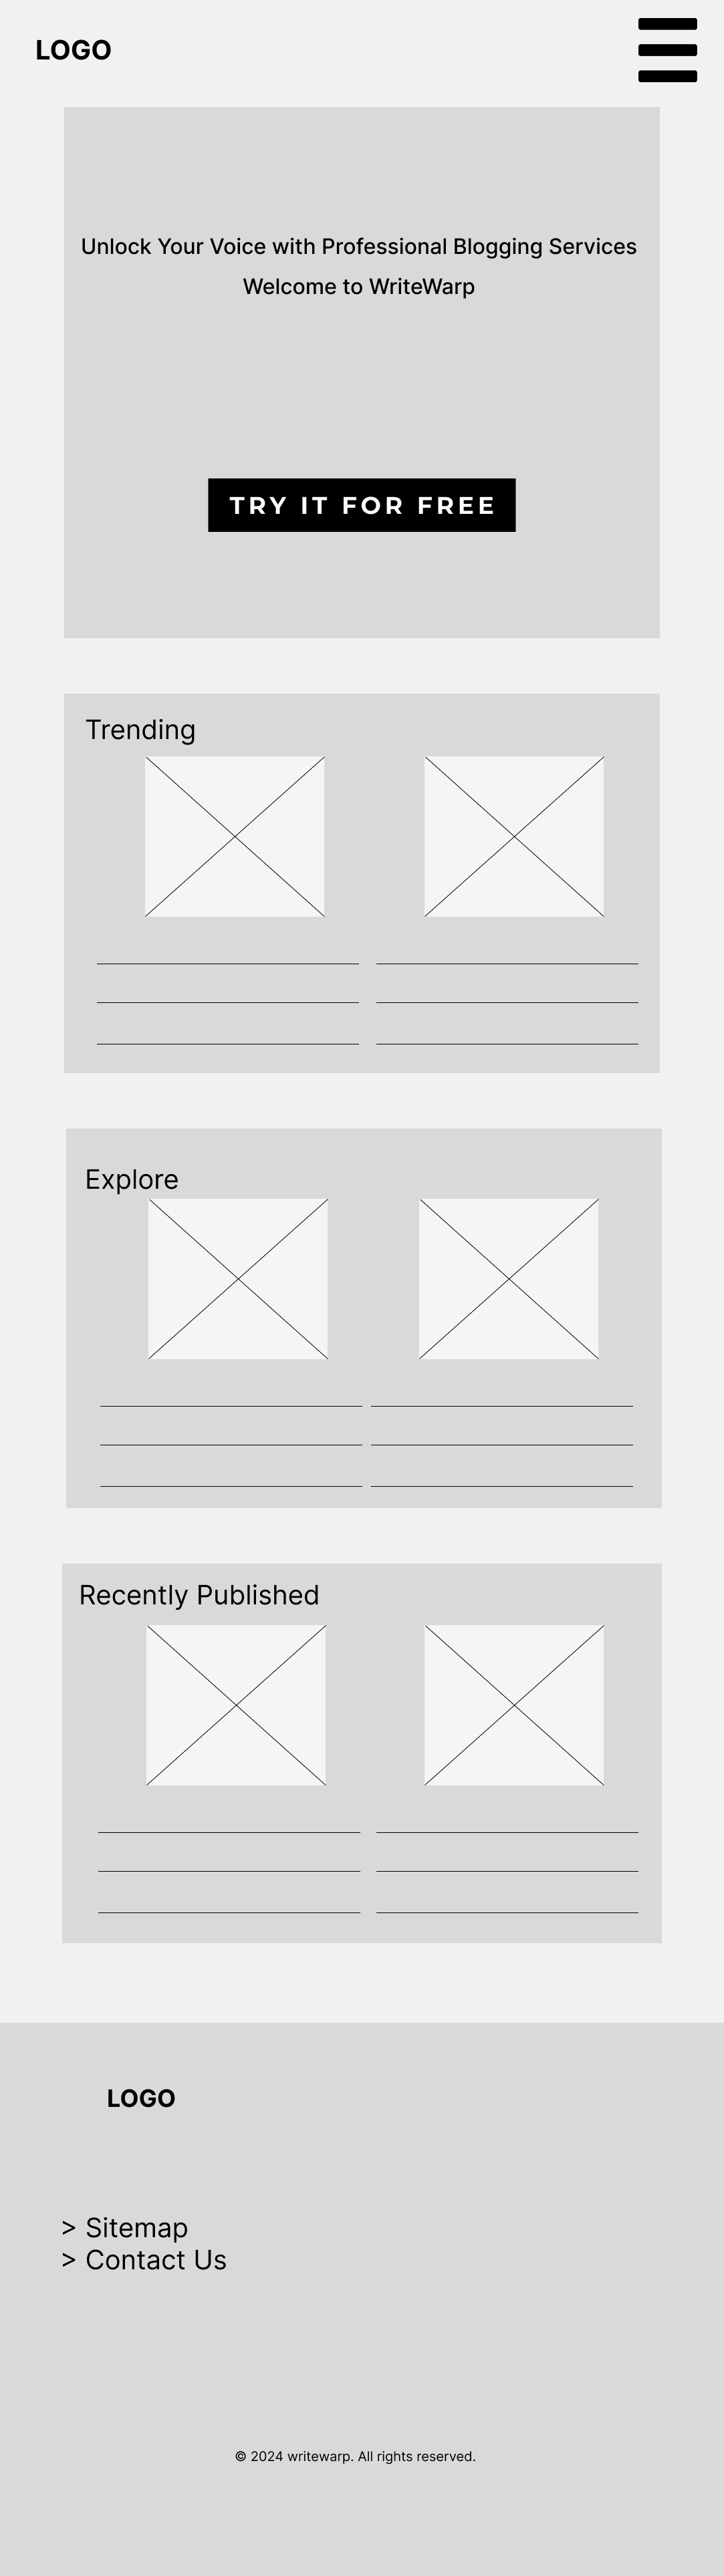 LOGO
Unlock Your Voice with Professional Blogging Services
Welcome to WriteWarp
TRY IT FOR FREE
Trending
Explore
Recently Published
LOGO
> Sitemap
> Contact Us
© 2024 writewarp. All rights reserved.